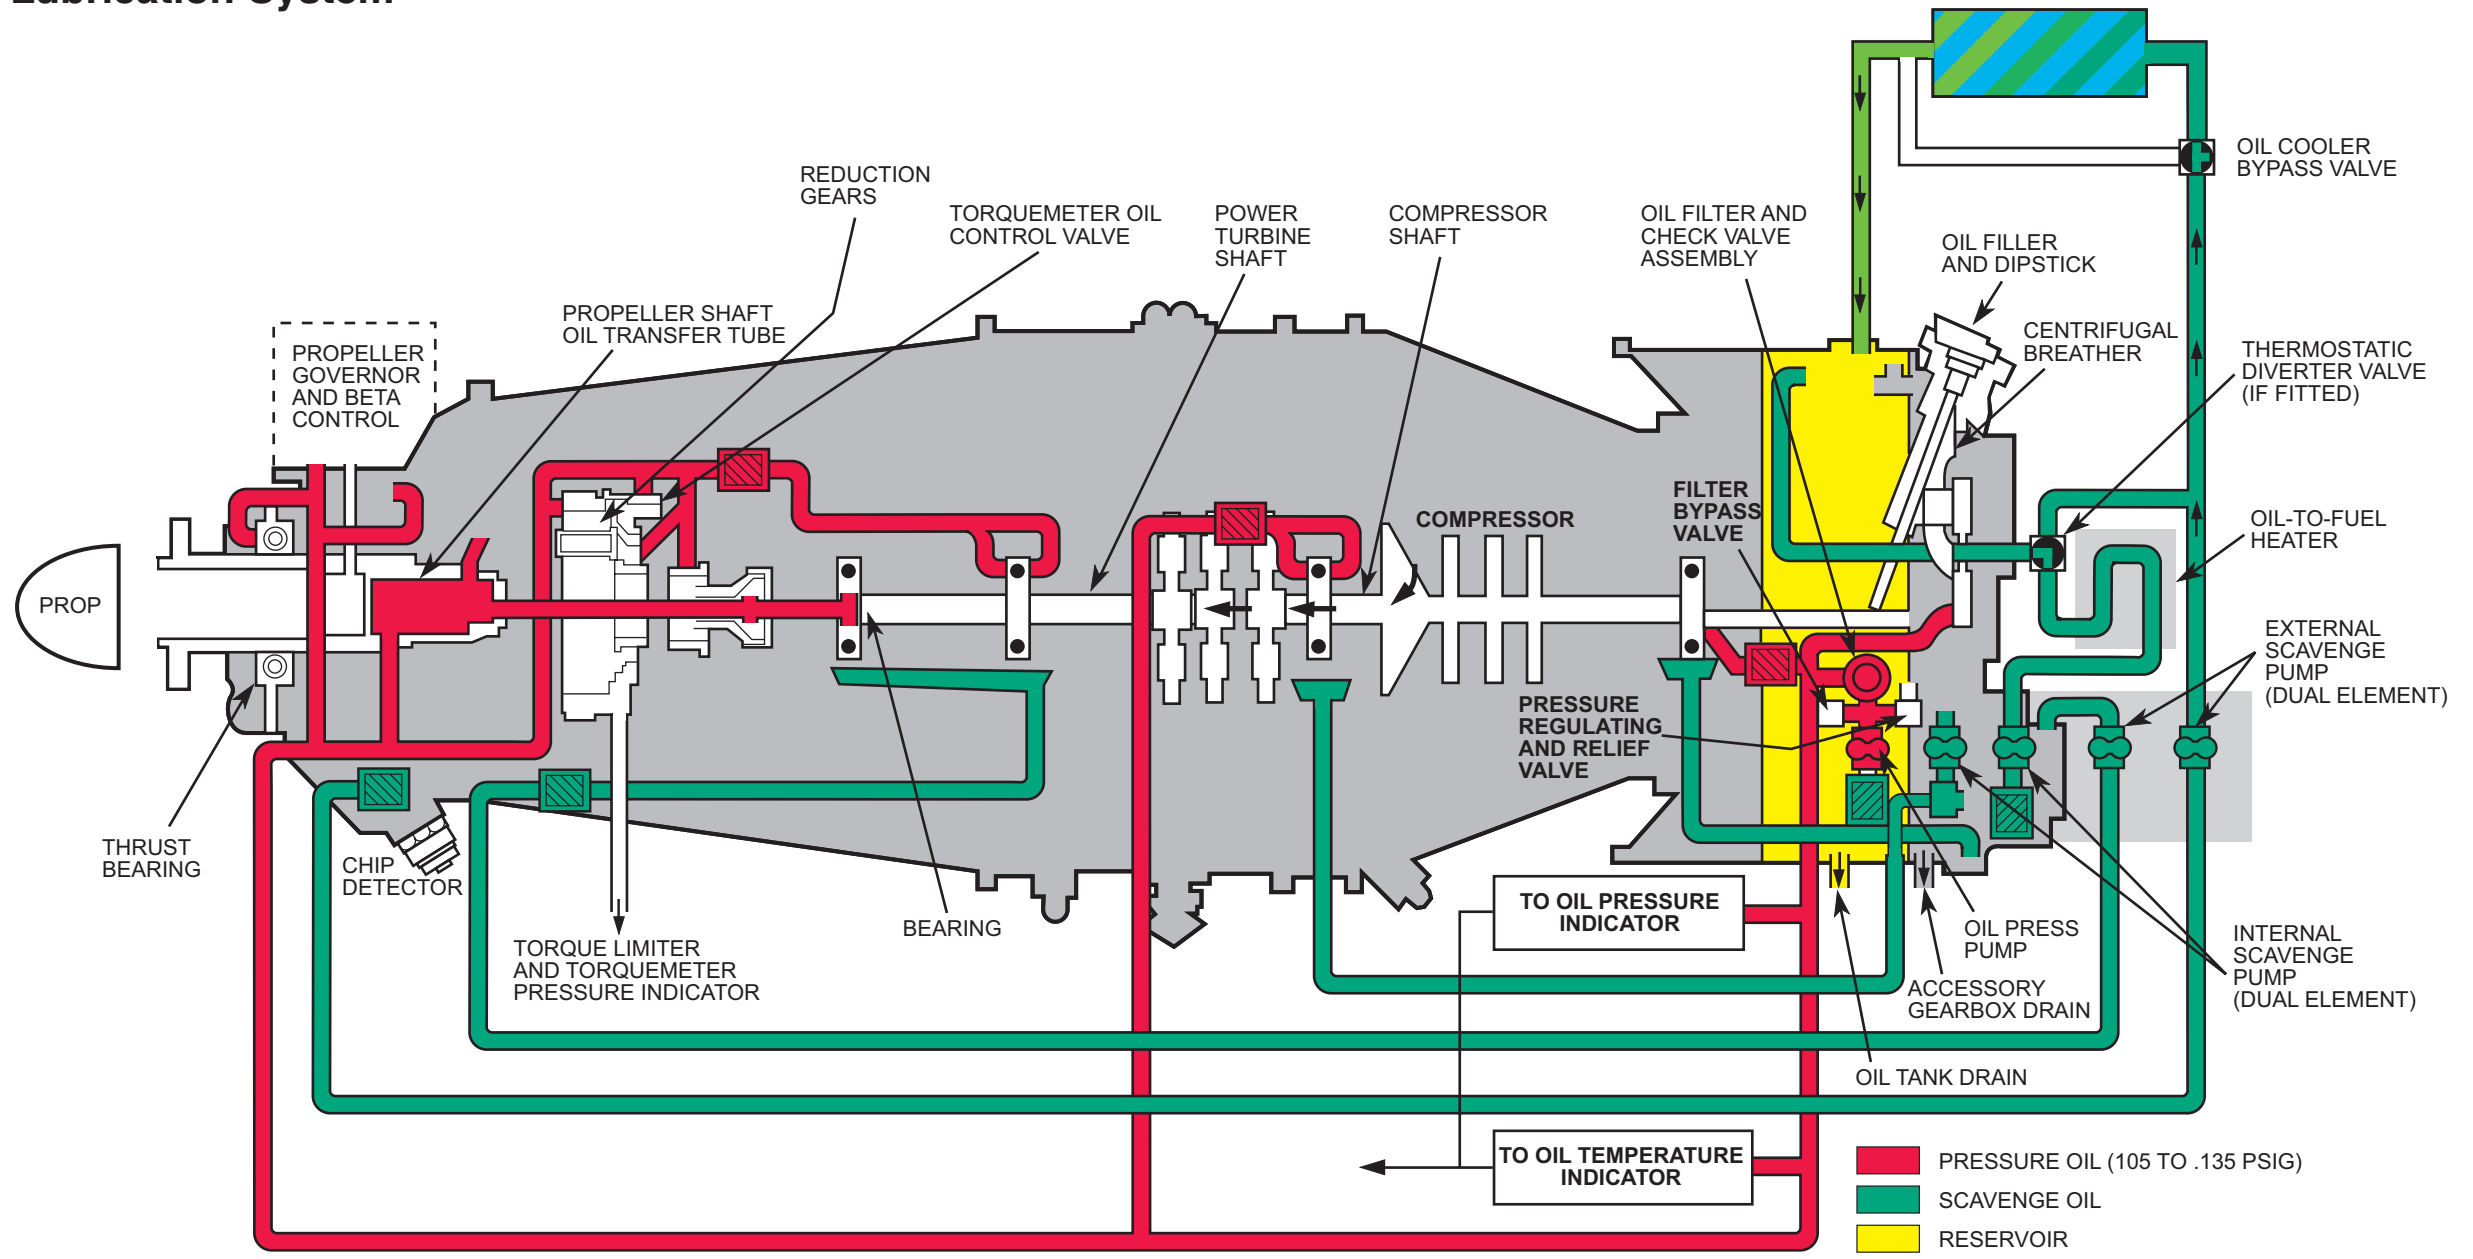 Lubrication System
OIL COOLER
BYPASS VALVE
REDUCTION
GEARS
TORQUEMETER OIL
CONTROL VALVE
POWER
TURBINE
SHAFT
COMPRESSOR
SHAFT
OIL FILTER AND
CHECK VALVE
ASSEMBLY
OIL FILLER
AND DIPSTICK
PROPELLER SHAFT
OIL TRANSFER TUBE
CENTRIFUGAL
BREATHER
THERMOSTATIC
DIVERTER VALVE
(IF FITTED)
PROPELLER
GOVERNOR
AND BETA
CONTROL
FILTER
BYPASS
VALVE
COMPRESSOR
OIL-TO-FUEL
HEATER
PROP
EXTERNAL
SCAVENGE
PUMP
(DUAL ELEMENT)
PRESSURE
REGULATING
AND RELIEF
VALVE
THRUST
BEARING
CHIP
DETECTOR
BEARING
TORQUE LIMITER
AND TORQUEMETER
PRESSURE INDICATOR
TO OIL PRESSURE
INDICATOR
OIL PRESS
PUMP
INTERNAL
SCAVENGE
PUMP
(DUAL ELEMENT)
ACCESSORY
GEARBOX DRAIN
OIL TANK DRAIN
TO OIL TEMPERATURE
INDICATOR
PRESSURE OIL (105 TO .135 PSIG)
SCAVENGE OIL
RESERVOIR